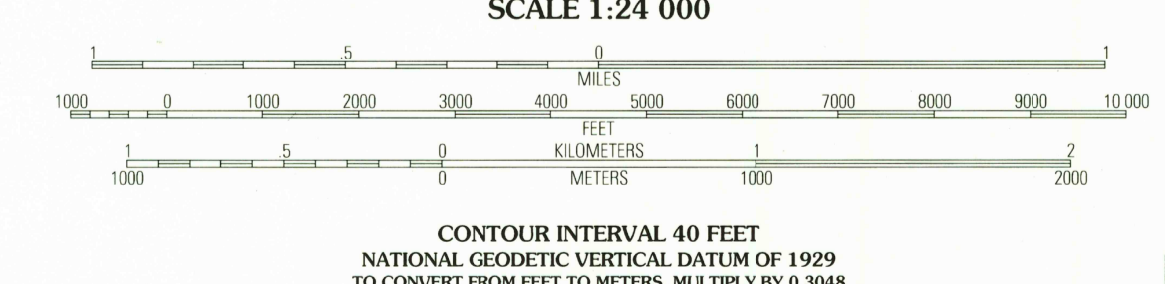 SCALE 1:24 000
1 .5 0 1
MILES
1000 0 1000 2000 3000 4000 5000 6000 7000 8000 9000 10 000
FEET
1 .5 0 KILOMETERS 1 2
1000 0 METERS 1000 2000
CONTOUR INTERVAL 40 FEET
NATIONAL GEODETIC VERTICAL DATUM OF 1929
TO CONVERT FROM FEET TO METERS, MULTIPLY BY 0.3048